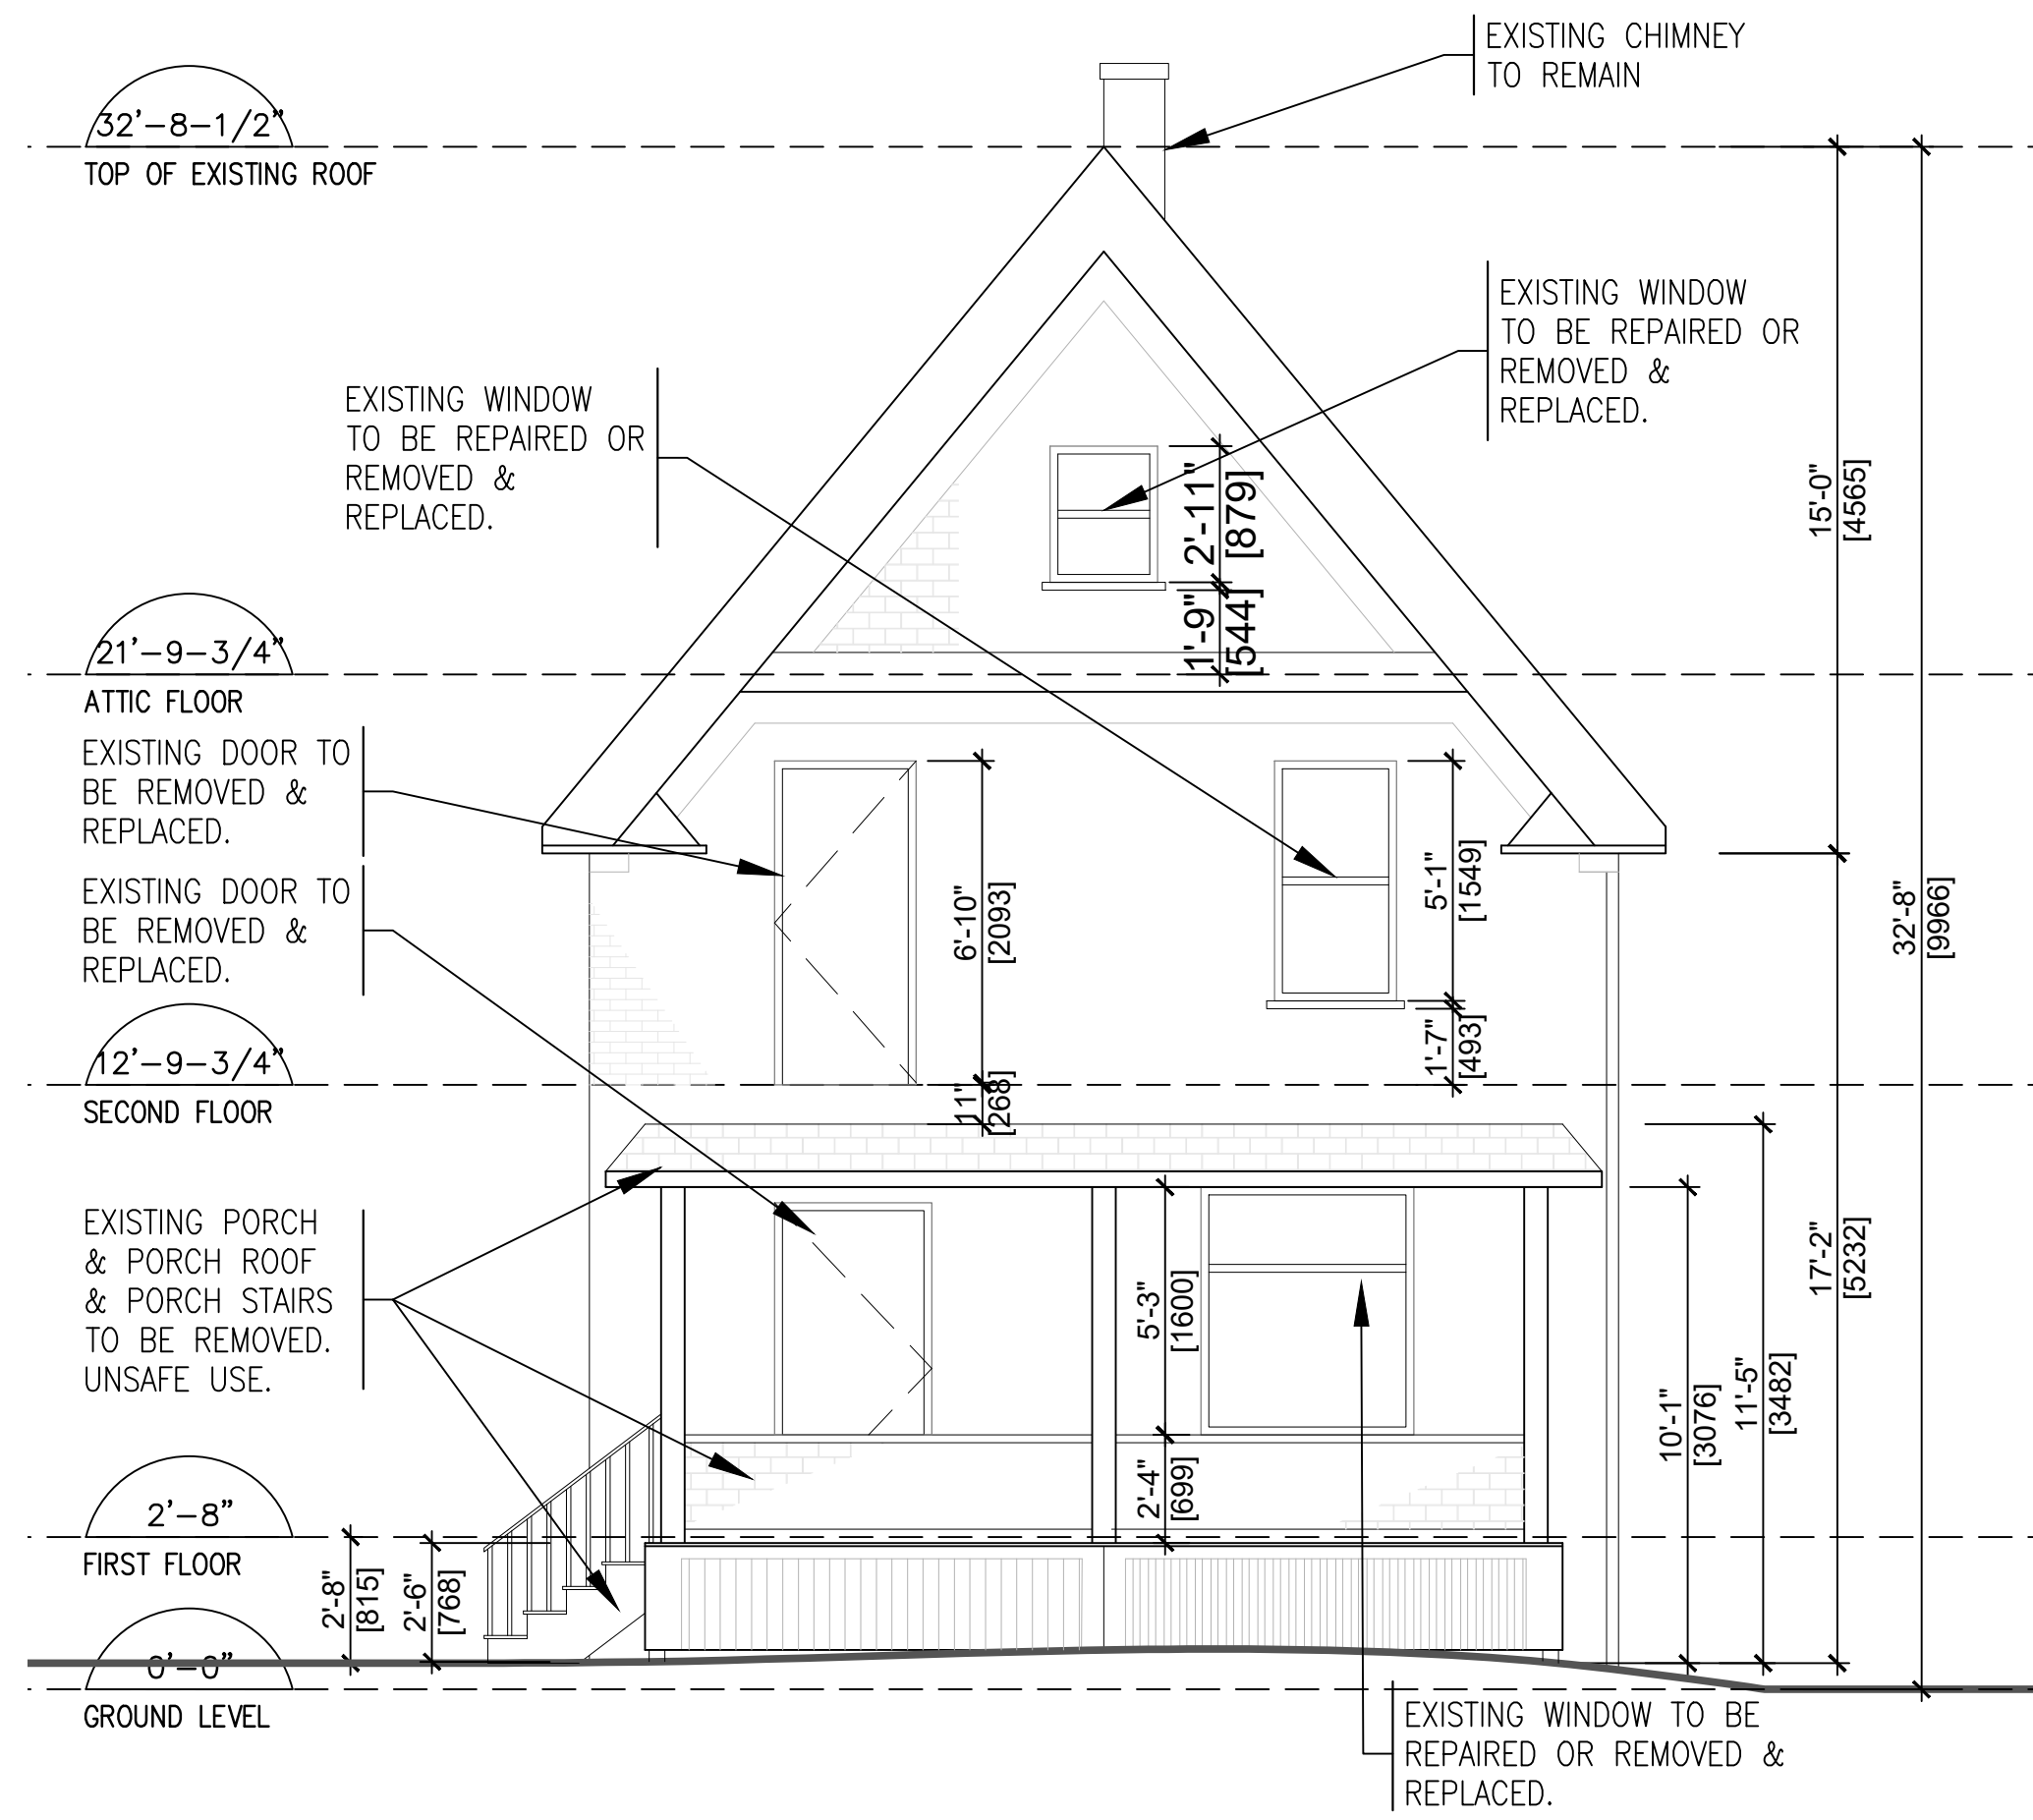 EXISTING CHIMNEY
TO REMAIN
32'-8-1/2"
TOP OF EXISTING ROOF
EXISTING WINDOW
TO BE REPAIRED OR
REMOVED &
REPLACED.
EXISTING WINDOW
TO BE REPAIRED OR
REMOVED &
REPLACED.
2'-11"
[879]
1'-9"
[544]
15'-0"
[4565]
21'-9-3/4"
ATTIC FLOOR
EXISTING DOOR TO
BE REMOVED &
REPLACED.
EXISTING DOOR TO
BE REMOVED &
REPLACED.
6'-10"
[2093]
5'-1"
[1549]
32'-8"
[9966]
1'-7"
[493]
12'-9-3/4"
SECOND FLOOR
11"
[268]
EXISTING PORCH
& PORCH ROOF
& PORCH STAIRS
TO BE REMOVED.
UNSAFE USE.
5'-3"
[1600]
17'-2"
[5232]
10'-1"
[3076]
11'-5"
[3482]
2'-4"
[699]
2'-8"
FIRST FLOOR
2'-8"
[815]
2'-6"
[768]
0'-0"
GROUND LEVEL
EXISTING WINDOW TO BE
REPAIRED OR REMOVED &
REPLACED.